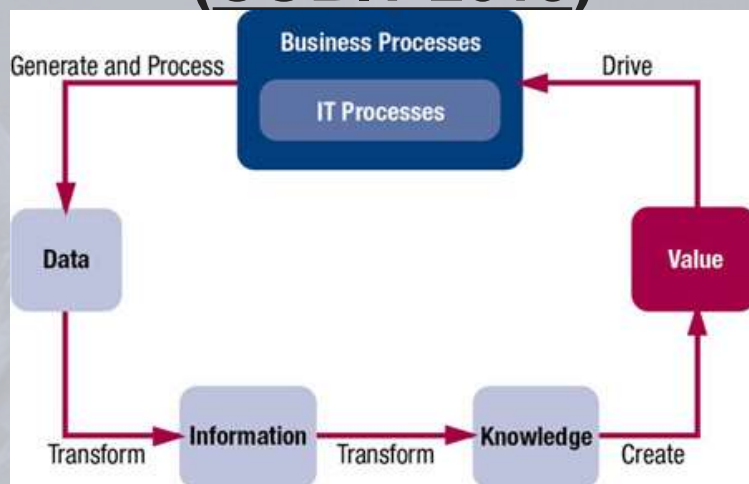 Business Processes
Generate and Process
Drive
IT Processes
Data
Value
Information
Knowledge
Transform
Transform
Create